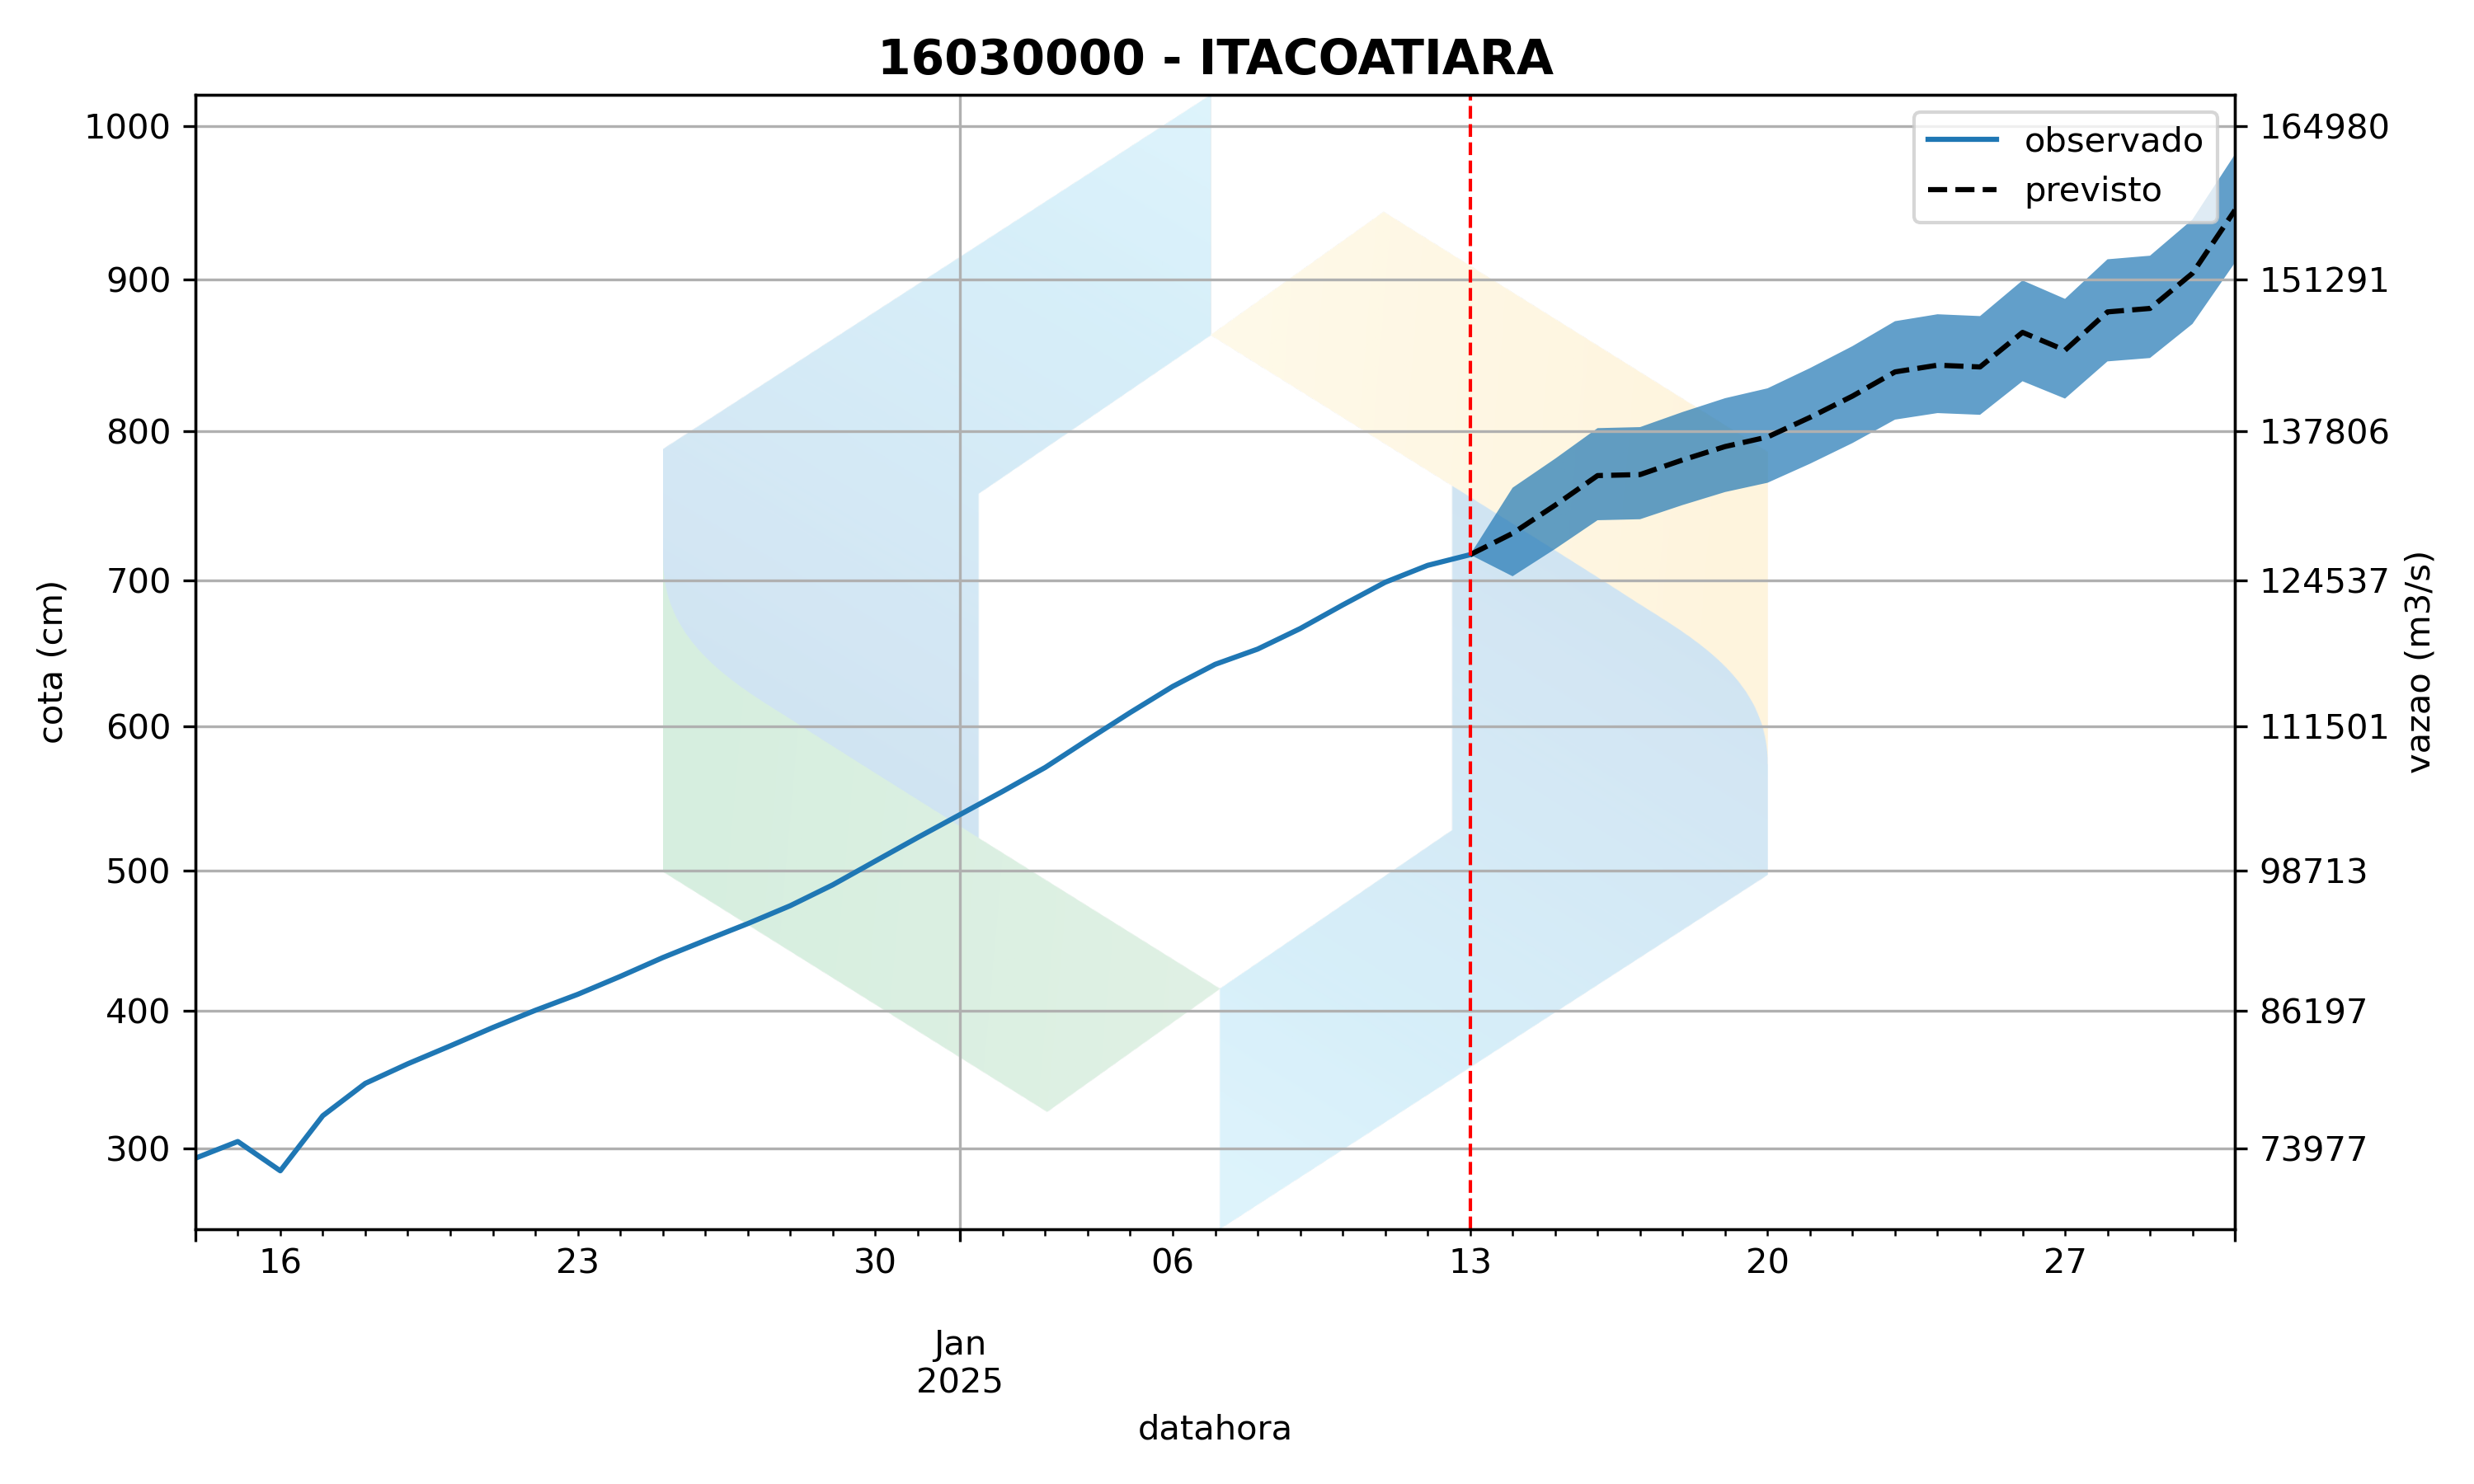 16030000 - ITACOATIARA
observado
previsto
1000
900
800
700
600
500
400
300
cota (cm)
164980
151291
137806
124537
111501
98713
86197
73977
vazao (m3/s)
16 23 30 06 13 20 27
Jan
2025
datahora